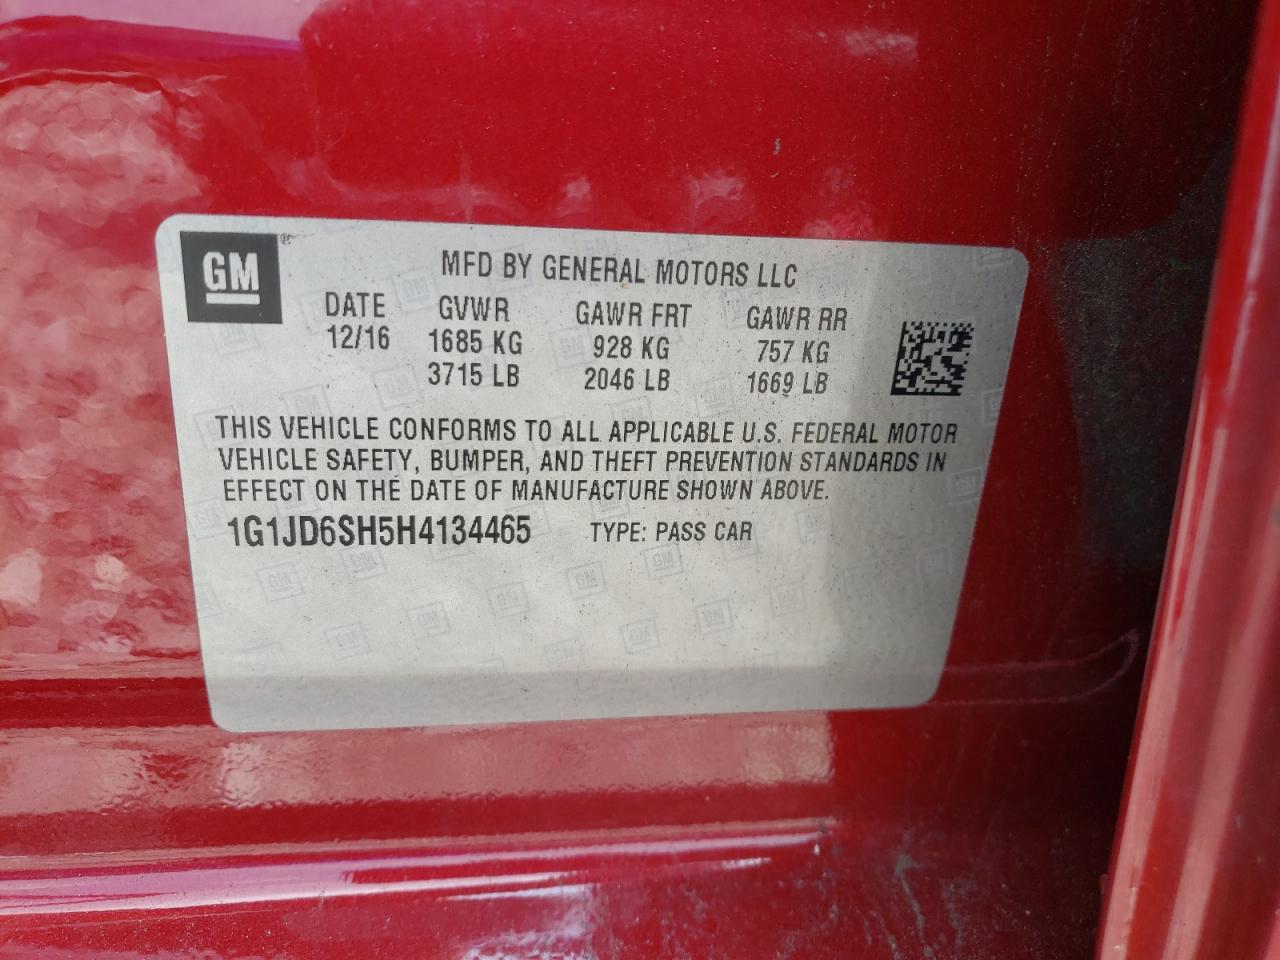 GM®
MFD BY GENERAL MOTORS LLC
DATE GVWR GAWR FRT GAWR RR
12/16 1685 KG 928 KG 757 KG
3715 LB 2046 LB 1669 LB
THIS VEHICLE CONFORMS TO ALL APPLICABLE U.S. FEDERAL MOTOR
VEHICLE SAFETY, BUMPER, AND THEFT PREVENTION STANDARDS IN
EFFECT ON THE DATE OF MANUFACTURE SHOWN ABOVE.
1G1JD6SH5H4134465 TYPE: PASS CAR